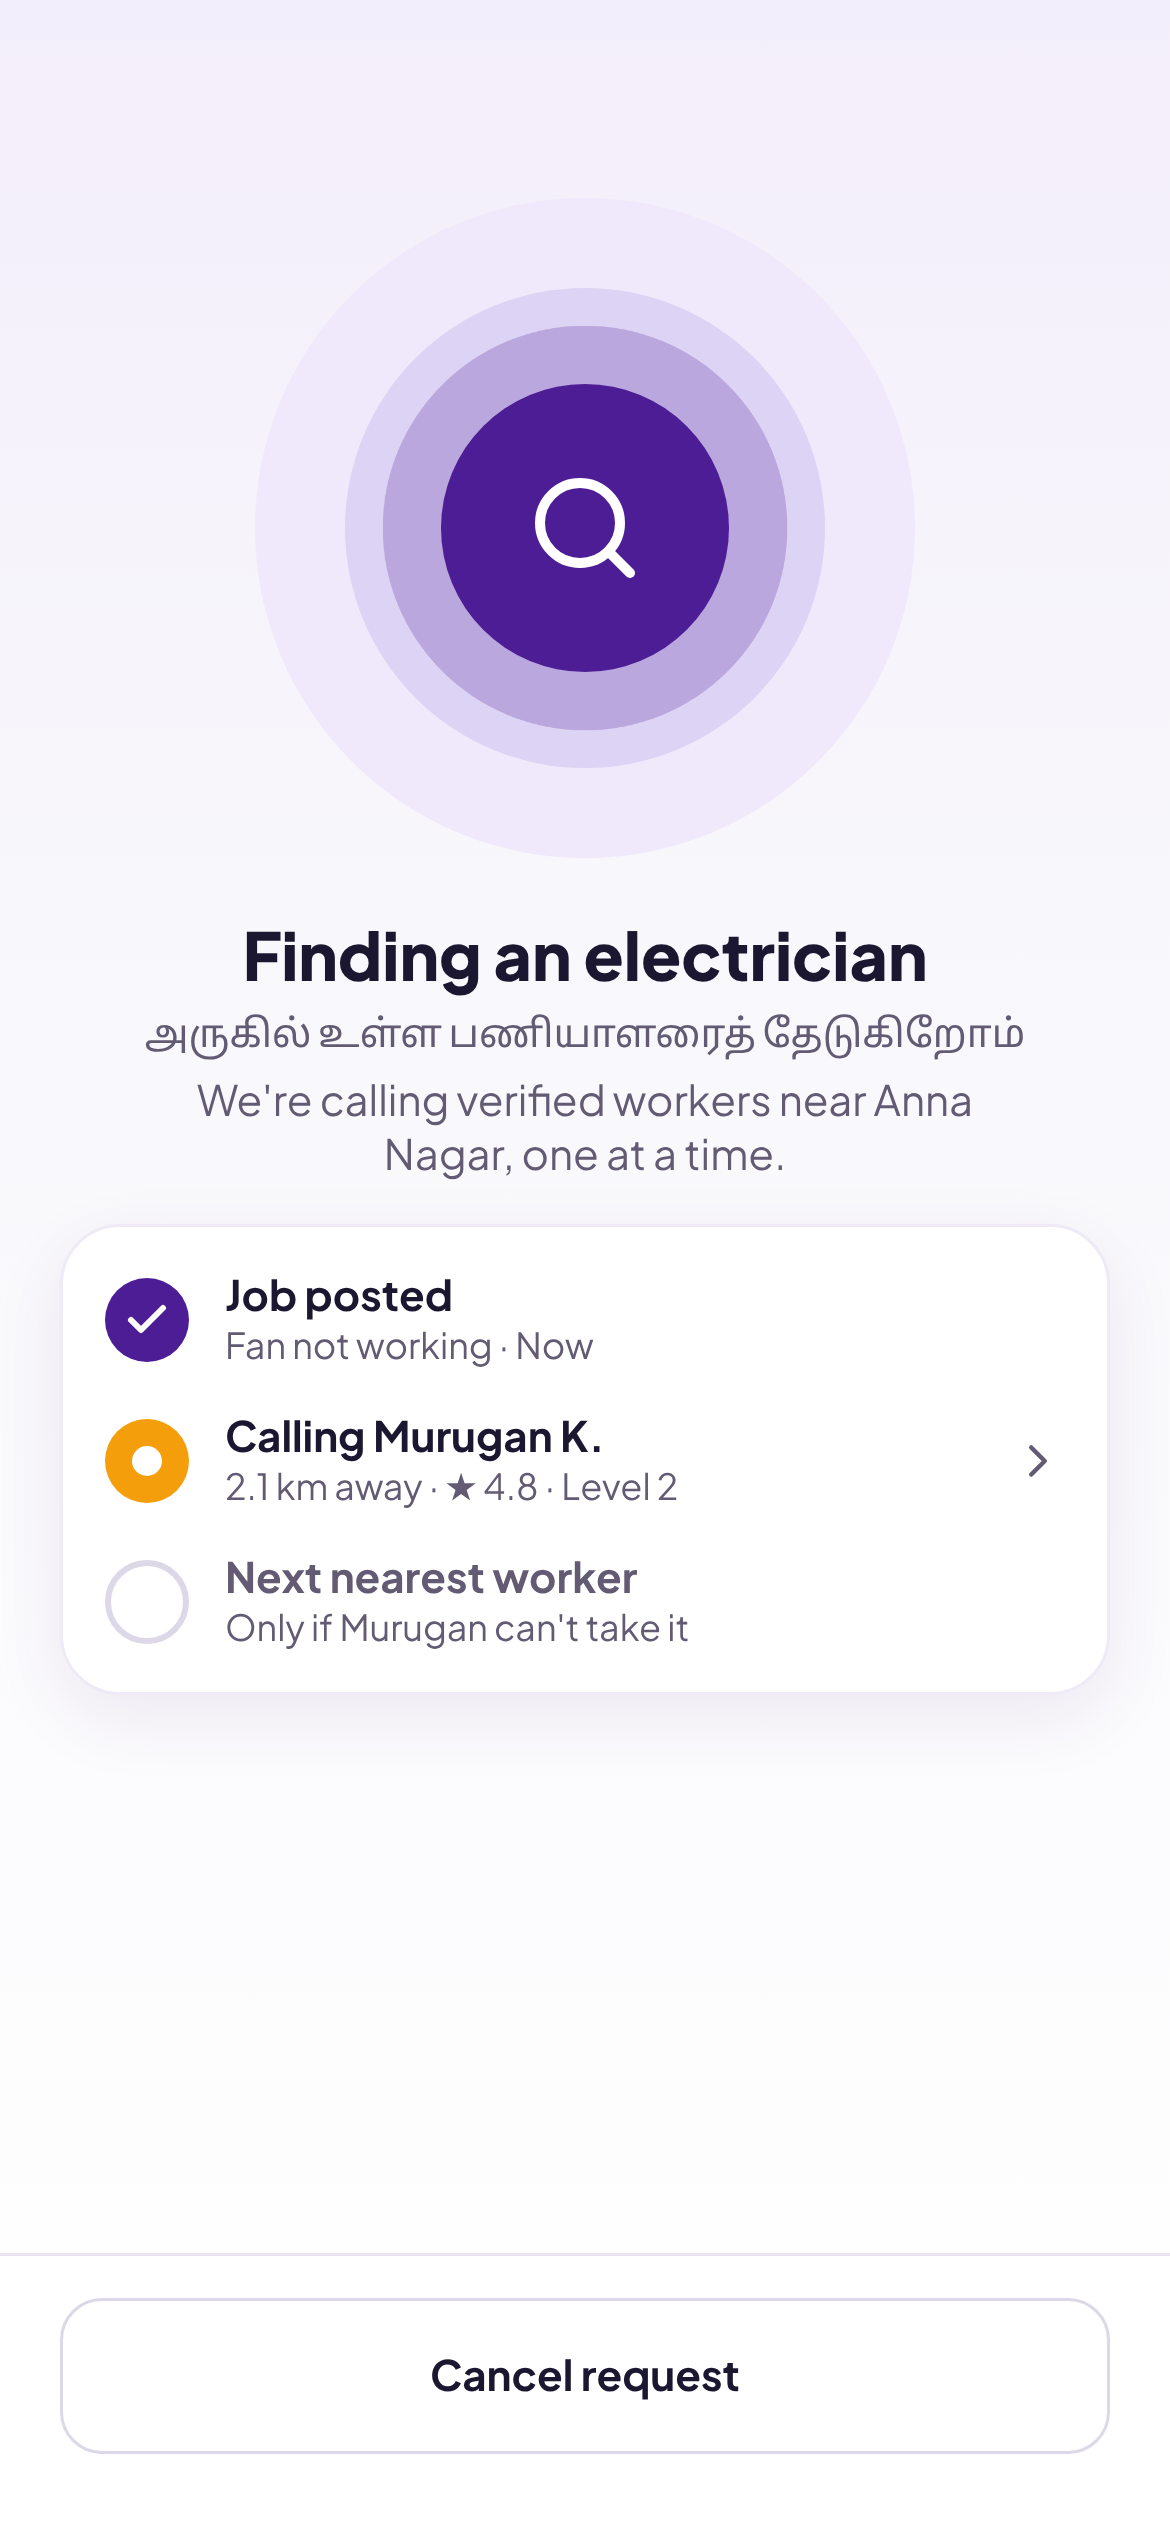 Finding an electrician
அருகில் உள்ள பணியாளரைத் தேடுகிறோம்
We're calling verified workers near Anna
Nagar, one at a time.
Job posted
Fan not working · Now
Calling Murugan K.
2.1 km away · ★ 4.8 · Level 2
Next nearest worker
Only if Murugan can't take it
Cancel request